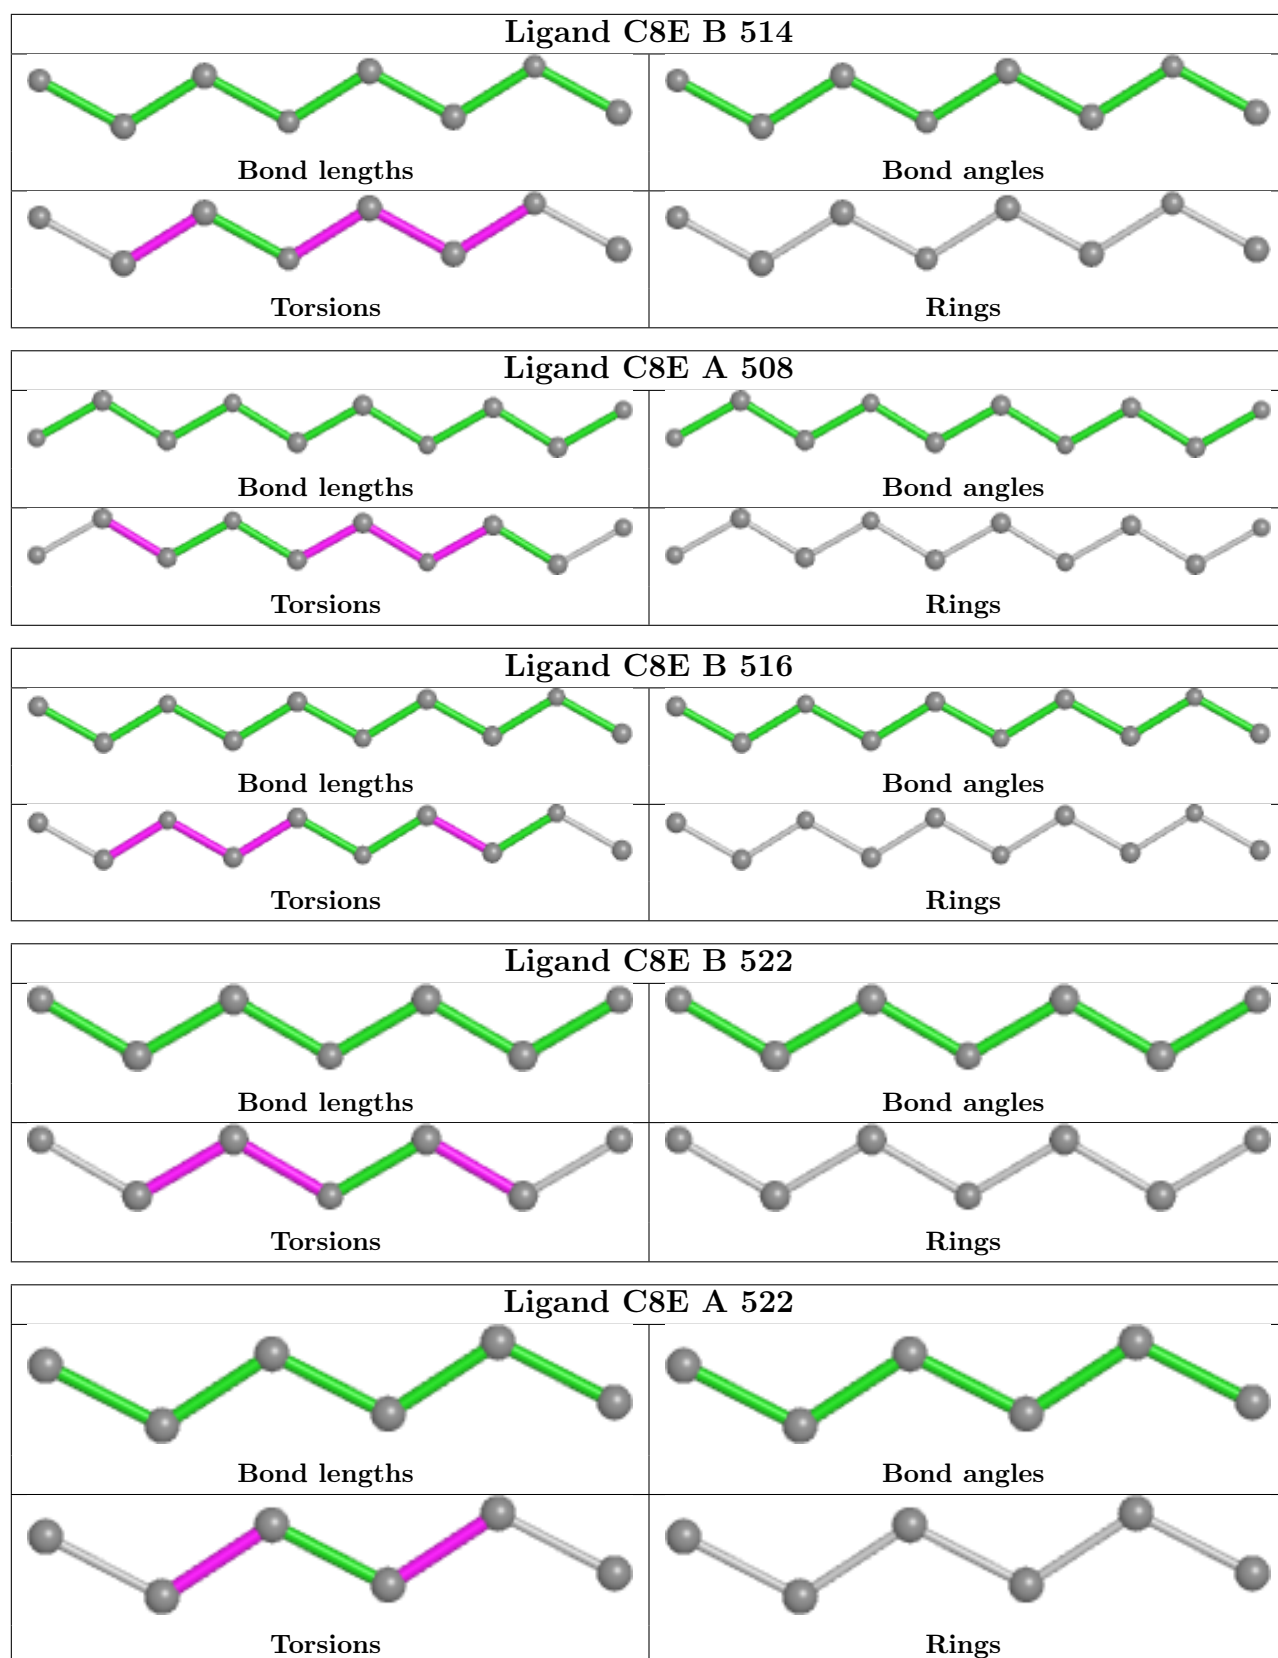 Ligand C8E B 514
Bond lengths
Bond angles
Torsions
Rings
Ligand C8E A 508
Bond lengths
Bond angles
Torsions
Rings
Ligand C8E B 516
Bond lengths
Bond angles
Torsions
Rings
Ligand C8E B 522
Bond lengths
Bond angles
Torsions
Rings
Ligand C8E A 522
Bond lengths
Bond angles
Torsions
Rings